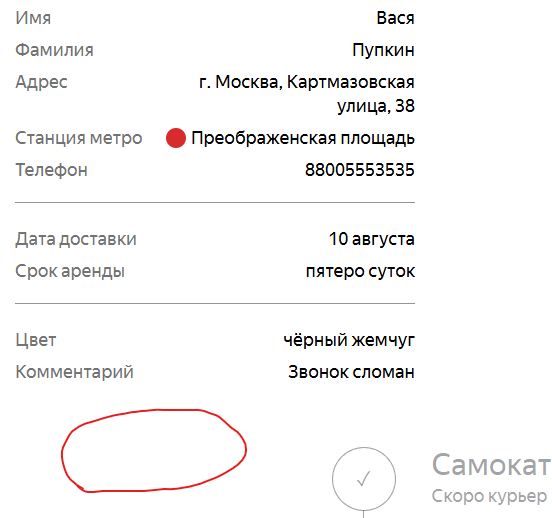 Имя Вася
Фамилия Пупкин
Адрес г. Москва, Картмазовская
улица, 38
Станция метро Преображенская площадь
Телефон 88005553535
Дата доставки 10 августа
Срок аренды пятеро суток
Цвет чёрный жемчуг
Комментарий Звонок сломан
Самокат
Скоро курьер